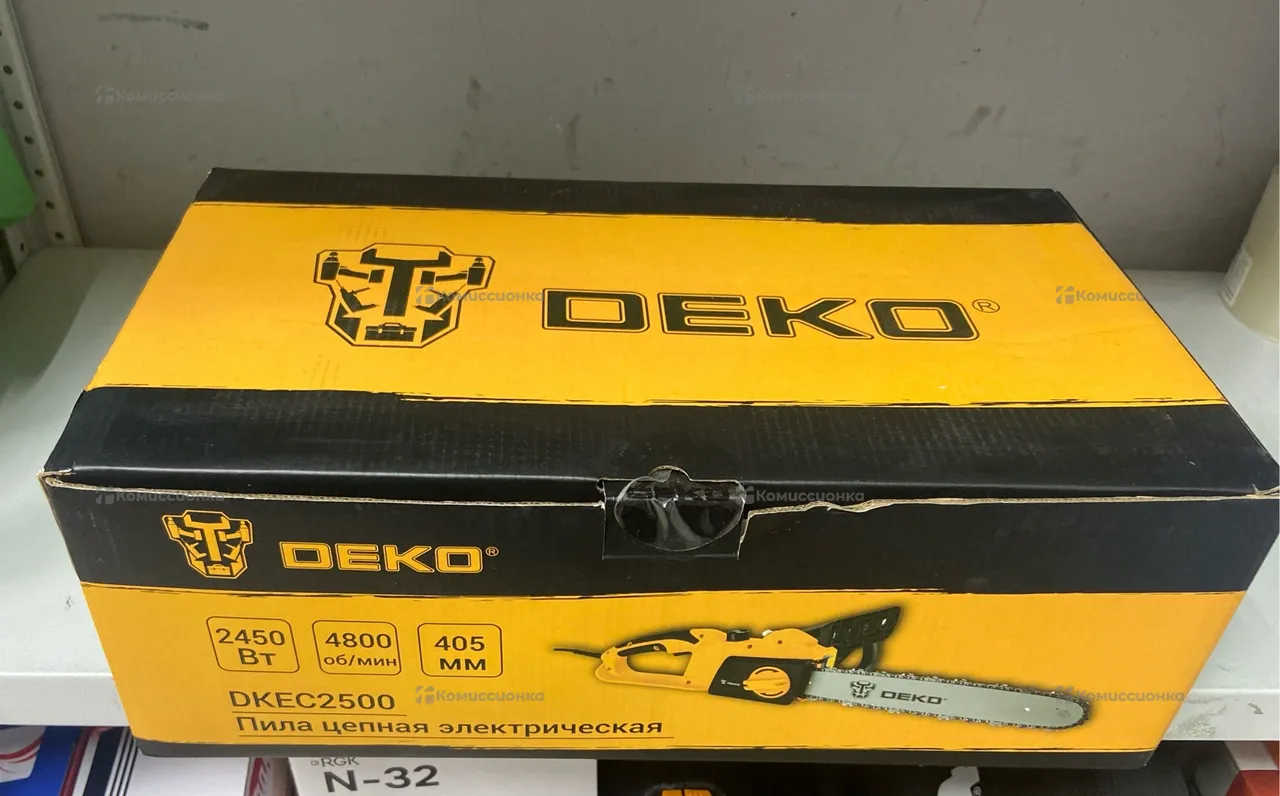 DEKO®
DEKO®
2450 Вт
4800 об/мин
405 мм
DKEC2500
Пила цепная электрическая
DEKO
RGK
N-32
Комиссионка
Комиссионка
Комиссионка
Комиссионка
Комиссионка
Комиссионка
Комиссионка
Комиссионка